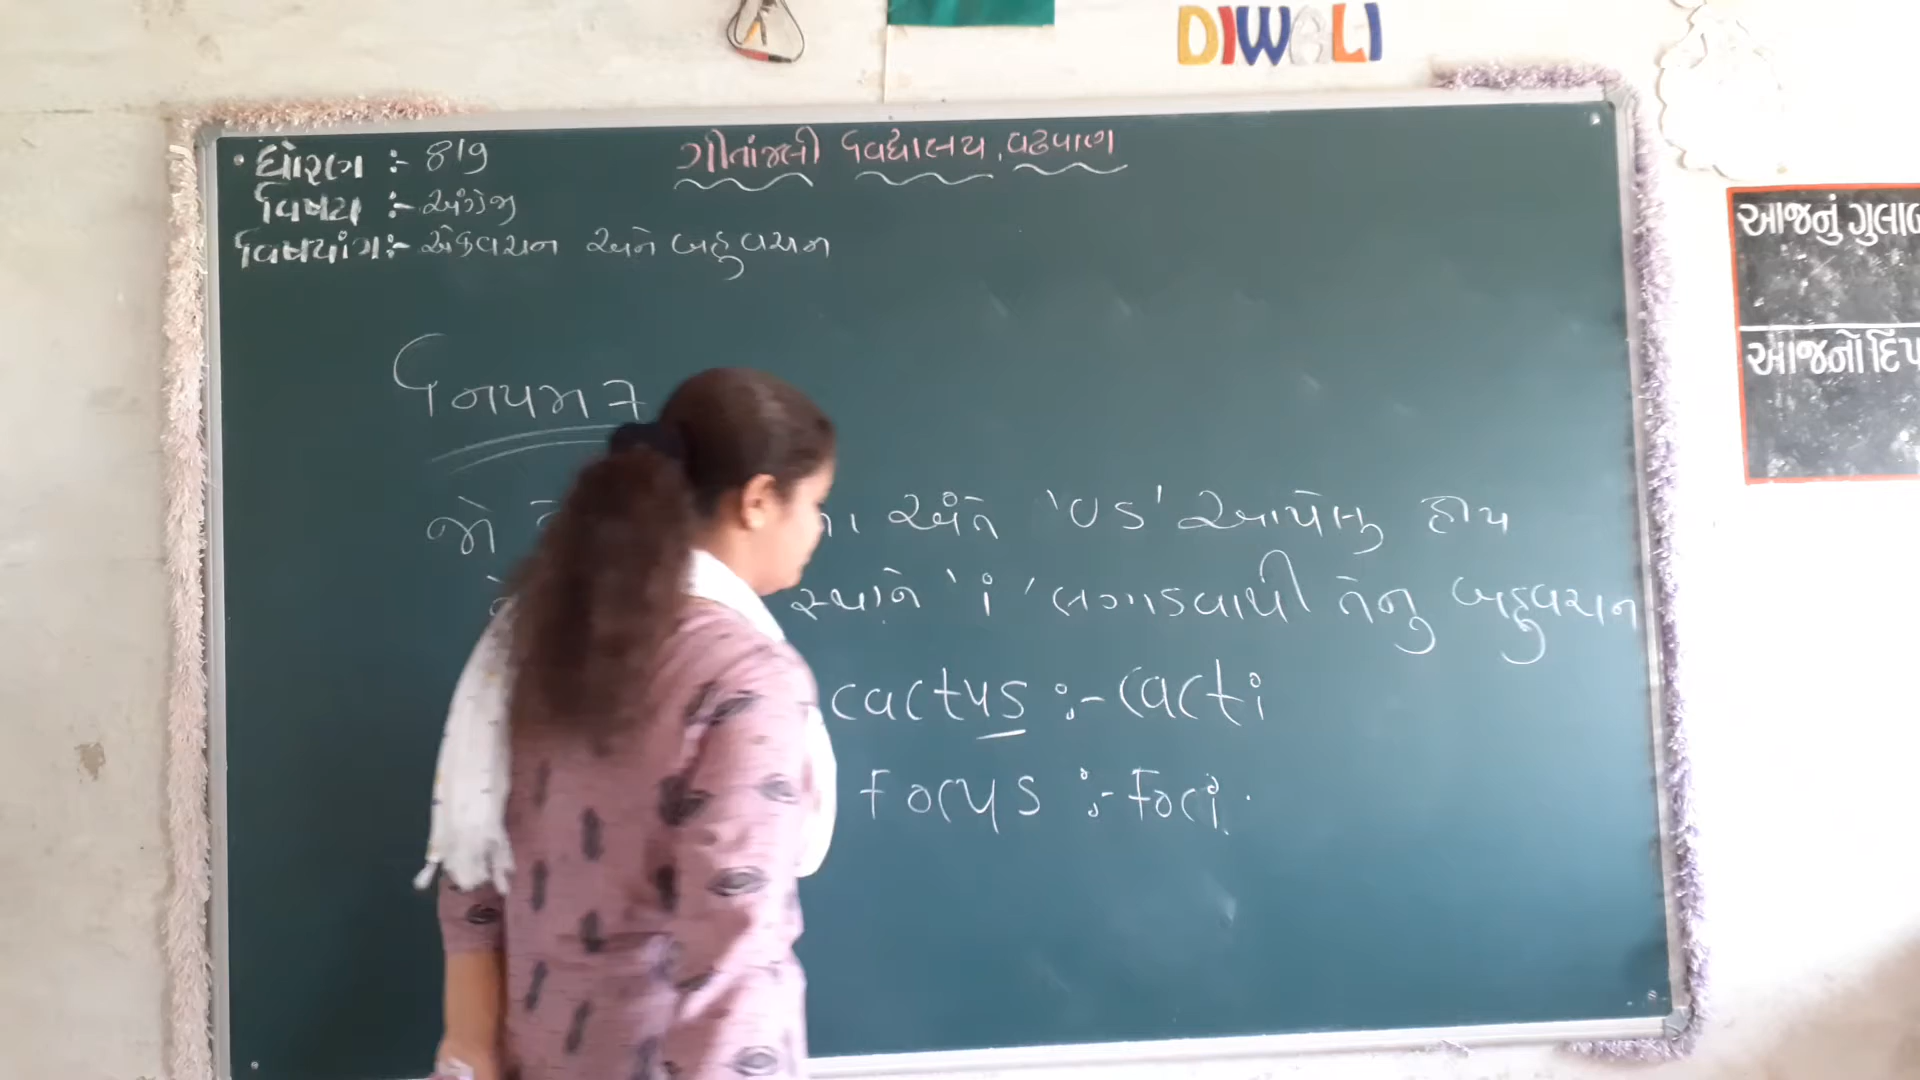 DIWALI
ગીતાંજલી વિદ્યાલય, વઢવાણ
ધોરણ :- 8/9
વિષય :- અંગ્રેજી
વિષયાંગ :- એકવચન અને બહુવચન
આજનું ગુલાબ
આજનો દિપ
નિયમ 7
જો અંતે 'US' આવેલુ હોય
સ્થાને 'i' લગાડવાથી તેનુ બહુવચન
cactus :- Cacti
Focus :- Foci.